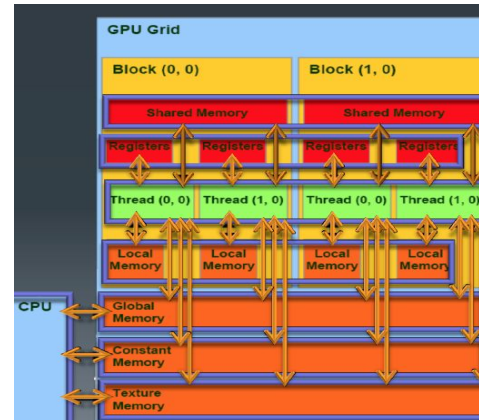 GPU Grid
Block (0, 0) Block (1, 0)
Shared Memory Shared Memory
Registers Registers Registers Registers
Thread (0, 0) Thread (1, 0) Thread (0, 0) Thread (1, 0)
Local Local Local Local
Memory Memory Memory Memory
CPU
Global
Memory
Constant
Memory
Texture
Memory